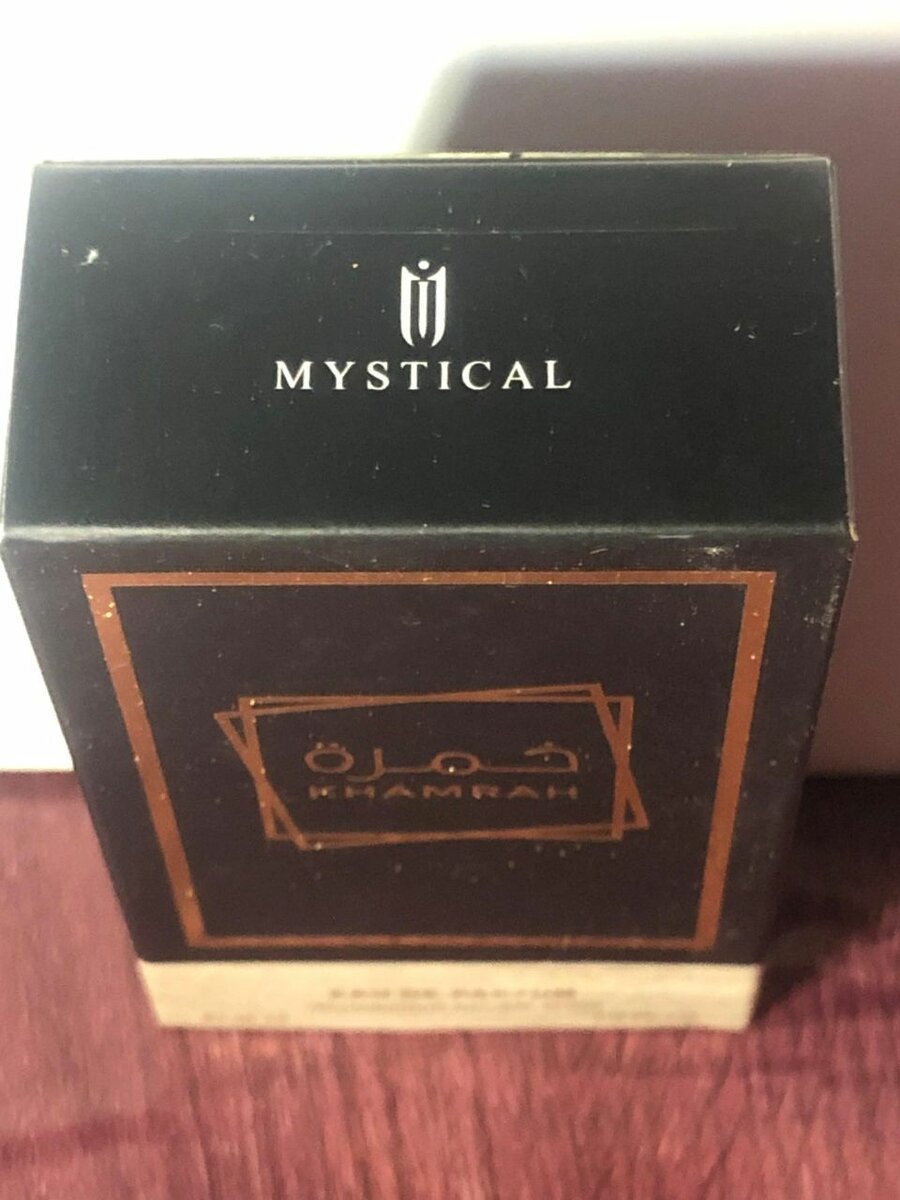 MYSTICAL
خمرة
KHAMRAH
EAU DE PARFUM